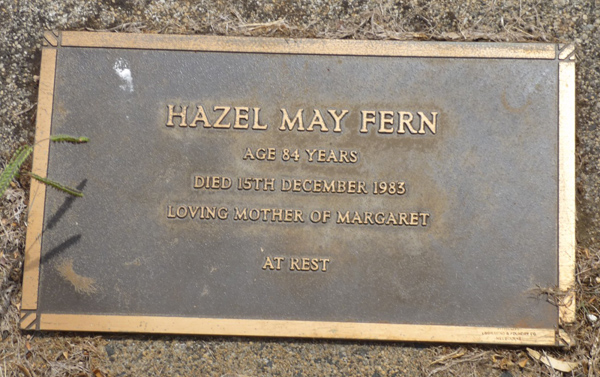 HAZEL MAY FERN
AGE 84 YEARS
DIED 15TH DECEMBER 1983
LOVING MOTHER OF MARGARET
AT REST